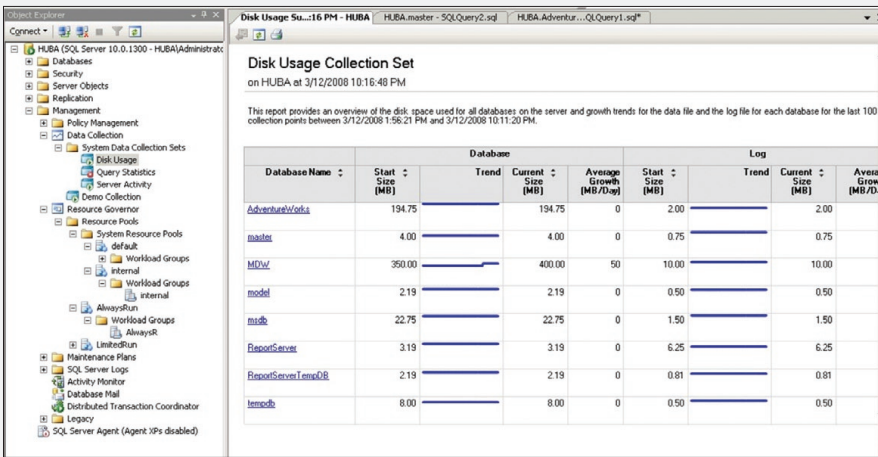 Object Explorer
Connect
HUBA (SQL Server 10.0.1300 - HUBA\Administrato
Databases
Security
Server Objects
Replication
Management
Policy Management
Data Collection
System Data Collection Sets
Disk Usage
Query Statistics
Server Activity
Demo Collection
Resource Governor
Resource Pools
System Resource Pools
default
Workload Groups
internal
Workload Groups
internal
AlwaysRun
Workload Groups
AlwaysR
LimitedRun
Maintenance Plans
SQL Server Logs
Activity Monitor
Database Mail
Distributed Transaction Coordinator
Legacy
SQL Server Agent (Agent XPs disabled)
Disk Usage Su...:16 PM - HUBA HUBA.master - SQLQuery2.sql HUBA.Adventur...QLQuery1.sql*
Disk Usage Collection Set
on HUBA at 3/12/2008 10:16:48 PM
This report provides an overview of the disk space used for all databases on the server and growth trends for the data file and the log file for each database for the last 100
collection points between 3/12/2008 1:56:21 PM and 3/12/2008 10:11:20 PM.
Database Log
Database Name Start Size (MB) Trend Current Size (MB) Average Growth (MB/Day) Start Size (MB) Trend Current Size (MB) Avera Grow (MB/D
AdventureWorks 194.75 194.75 0 2.00 2.00
master 4.00 4.00 0 0.75 0.75
MDW 350.00 400.00 50 10.00 10.00
model 2.19 2.19 0 0.50 0.50
msdb 22.75 22.75 0 1.50 1.50
ReportServer 3.19 3.19 0 6.25 6.25
ReportServerTempDB 2.19 2.19 0 0.81 0.81
tempdb 8.00 8.00 0 0.50 0.50